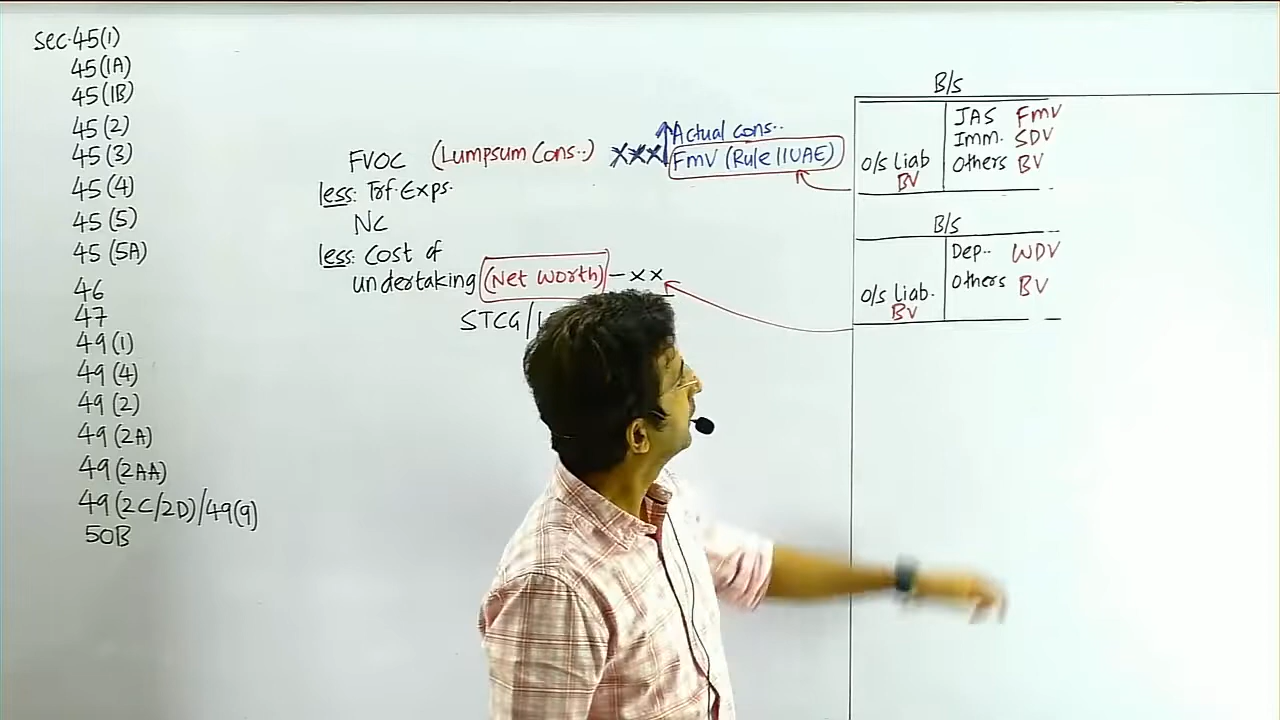 Sec. 45(1)
45(1A)
45(1B)
45(2)
45(3)
45(4)
45(5)
45(5A)
46
47
49(1)
49(4)
49(2)
49(2A)
49(2AA)
49(2C/2D)/49(9)
50B
FVOC (Lumpsum Cons..) xxx
Actual cons..
FMV (Rule 11UAE)
less: Trf. Exps.
NC
less: Cost of
undertaking (Net Worth) - xx
STCG/
B/S
JAS FMV
Imm. SDV
O/s Liab Others BV
BV
B/S
Dep.. WDV
Others BV
O/s Liab.
BV